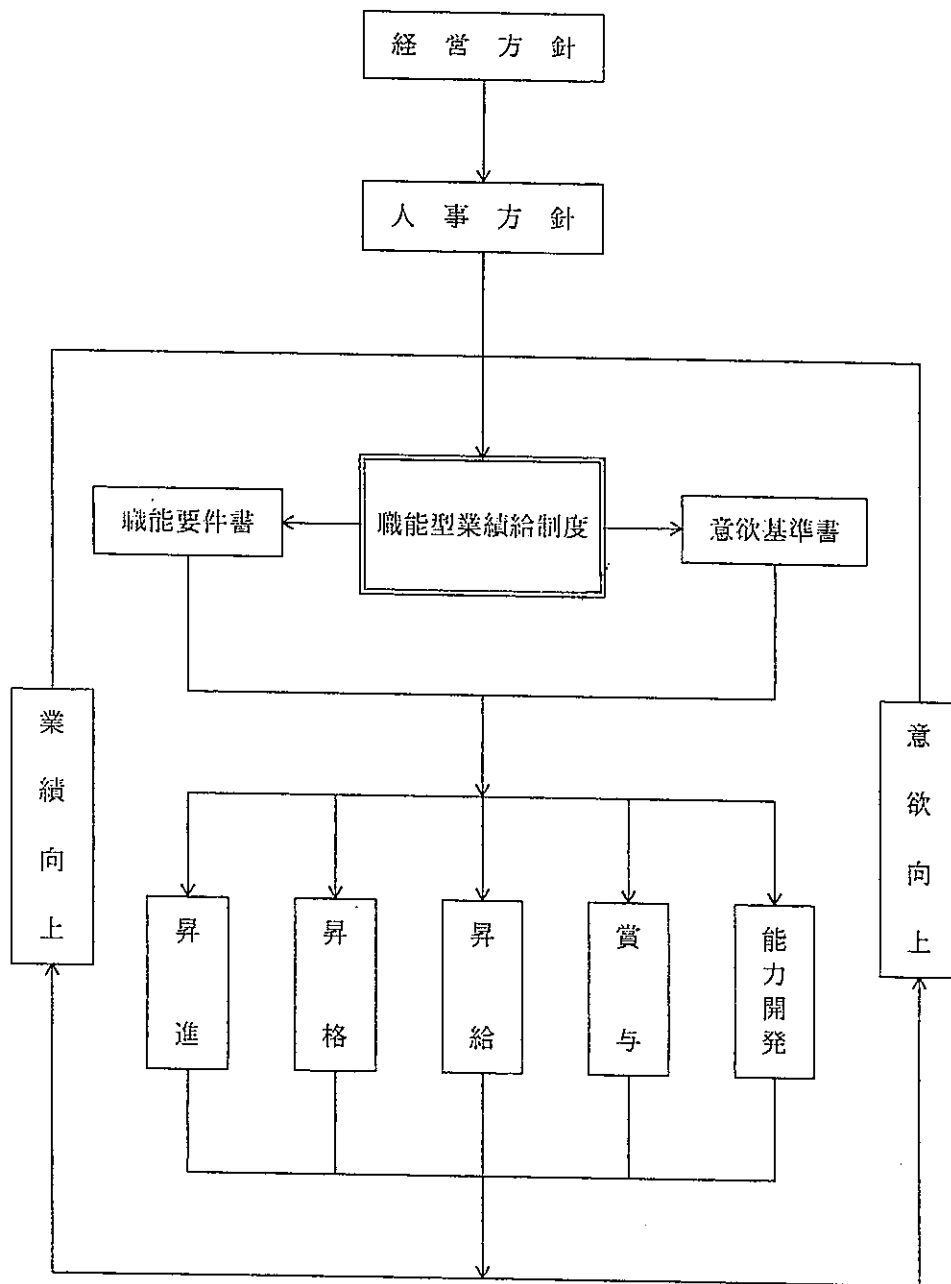 経営方針
人事方針
職能要件書
職能型業績給制度
意欲基準書
業績向上
意欲向上
昇進
昇格
昇給
賞与
能力開発